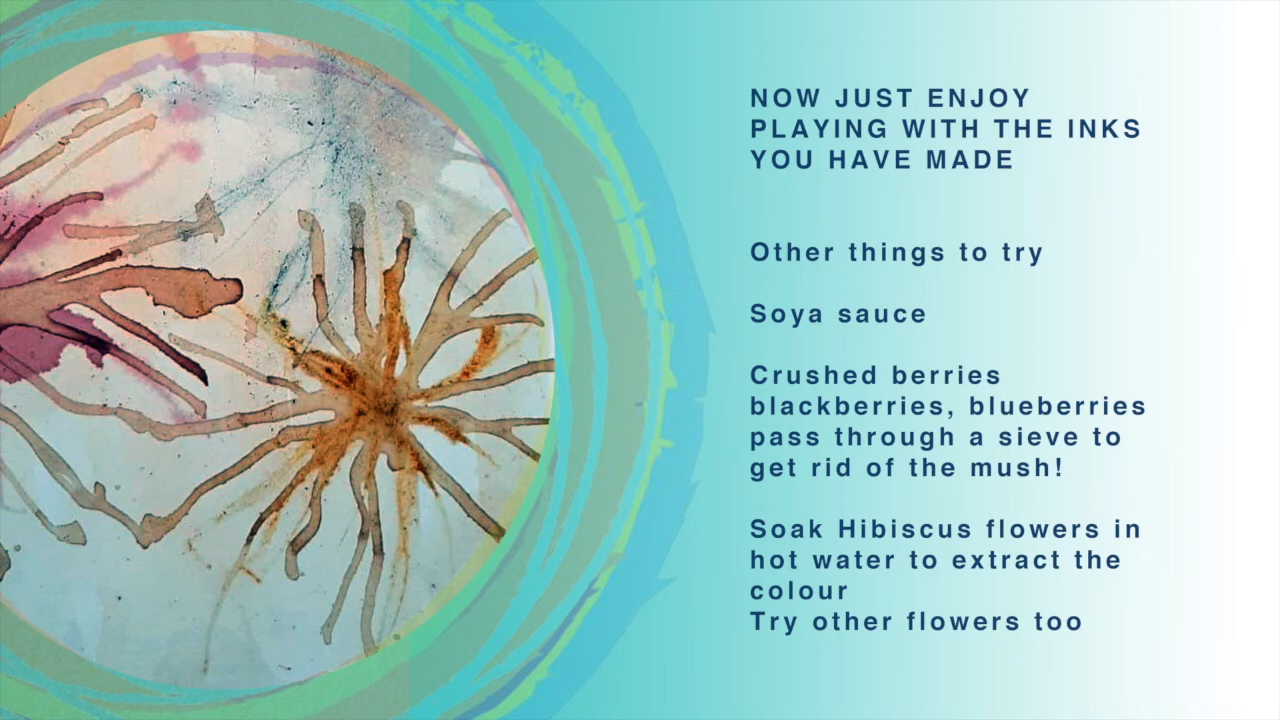 NOW JUST ENJOY
PLAYING WITH THE INKS
YOU HAVE MADE
Other things to try
Soya sauce
Crushed berries
blackberries, blueberries
pass through a sieve to
get rid of the mush!
Soak Hibiscus flowers in
hot water to extract the
colour
Try other flowers too